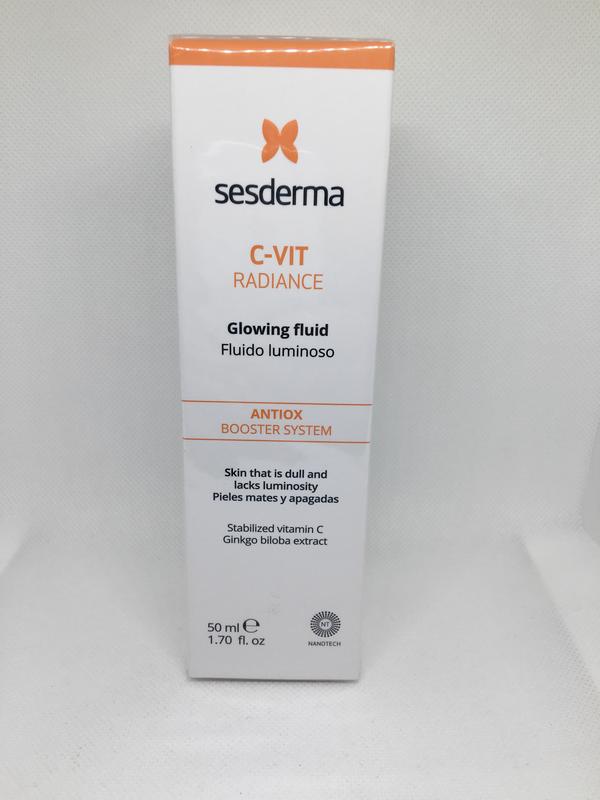 sesderma
C-VIT
RADIANCE
Glowing fluid
Fluido luminoso
ANTIOX
BOOSTER SYSTEM
Skin that is dull and
lacks luminosity
Pieles mates y apagadas
Stabilized vitamin C
Ginkgo biloba extract
50 ml ℮
1.70 fl. oz
NT
NANOTECH